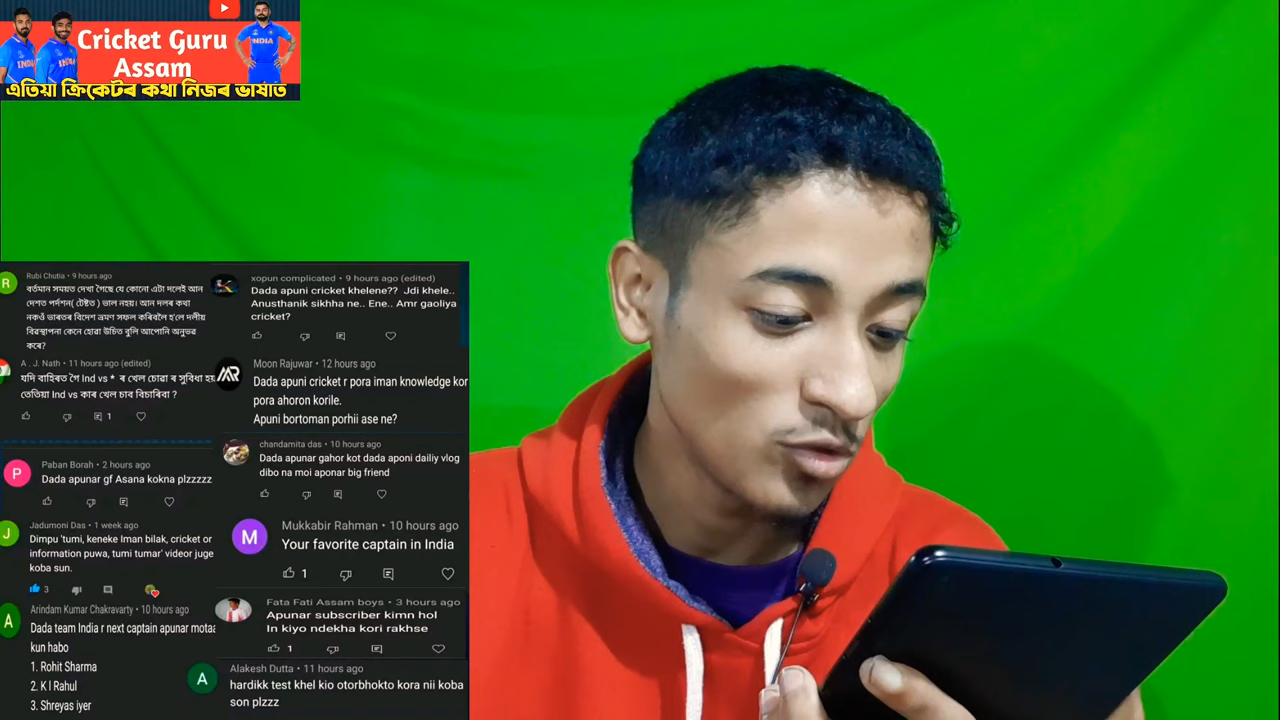 Cricket Guru
Assam
এতিয়া ক্ৰিকেটৰ কথা নিজৰ ভাষাত
INDIA
R
Rubi Chutia • 9 hours ago
বৰ্তমান সময়ত দেখা গৈছে যে কোনো এটা দলেই আন
দেশত পৰ্দশন( টেষ্টত ) ভাল নহয়। আন দলৰ কথা
নকওঁ ভাৰতৰ বিদেশ ভ্ৰমণ সফল কৰিবলৈ হ'লে দলীয়
বিৱস্থাপনা কেনে হোৱা উচিত বুলি আপোনি অনুভৱ
কৰে?
A . J. Nath • 11 hours ago (edited)
যদি বাহিৰত গৈ Ind vs * ৰ খেল চোৱা ৰ সুবিধা হয়
তেতিয়া Ind vs কাৰ খেল চাব বিচাৰিবা ?
1
P
Paban Borah • 2 hours ago
Dada apunar gf Asana kokna plzzzzz
J
Jadumoni Das • 1 week ago
Dimpu 'tumi, keneke Iman bilak, cricket or
information puwa, tumi tumar' videor juge
koba sun.
3
A
Arindam Kumar Chakravarty • 10 hours ago
Dada team India r next captain apunar motaa
kun habo
1. Rohit Sharma
2. K l Rahul
3. Shreyas iyer
xopun complicated • 9 hours ago (edited)
Dada apuni cricket khelene?? Jdi khele..
Anusthanik sikhha ne.. Ene.. Amr gaoliya
cricket?
MR
Moon Rajuwar • 12 hours ago
Dada apuni cricket r pora iman knowledge kor
pora ahoron korile.
Apuni bortoman porhii ase ne?
chandamita das • 10 hours ago
Dada apunar gahor kot dada aponi dailiy vlog
dibo na moi aponar big friend
M
Mukkabir Rahman • 10 hours ago
Your favorite captain in India
1
Fata Fati Assam boys • 3 hours ago
Apunar subscriber kimn hol
In kiyo ndekha kori rakhse
1
A
Alakesh Dutta • 11 hours ago
hardikk test khel kio otorbhokto kora nii koba
son plzzz